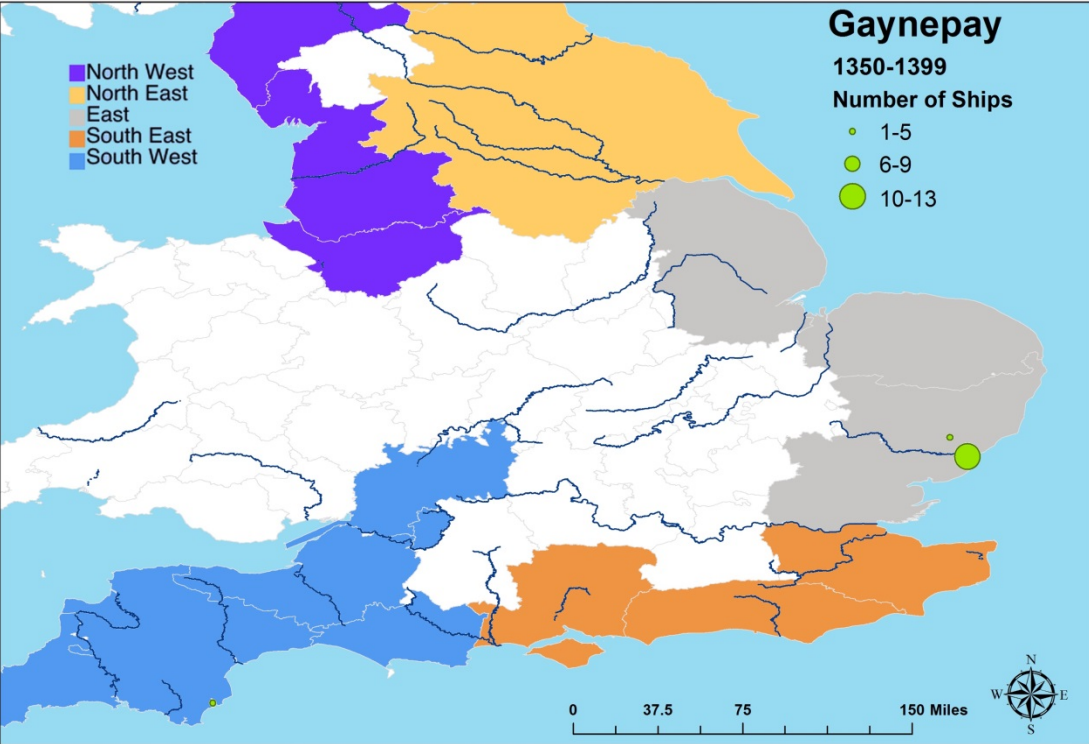 Gaynepay
1350-1399
Number of Ships
1-5
6-9
10-13
North West
North East
East
South East
South West
N
W E
S
0 37.5 75 150 Miles